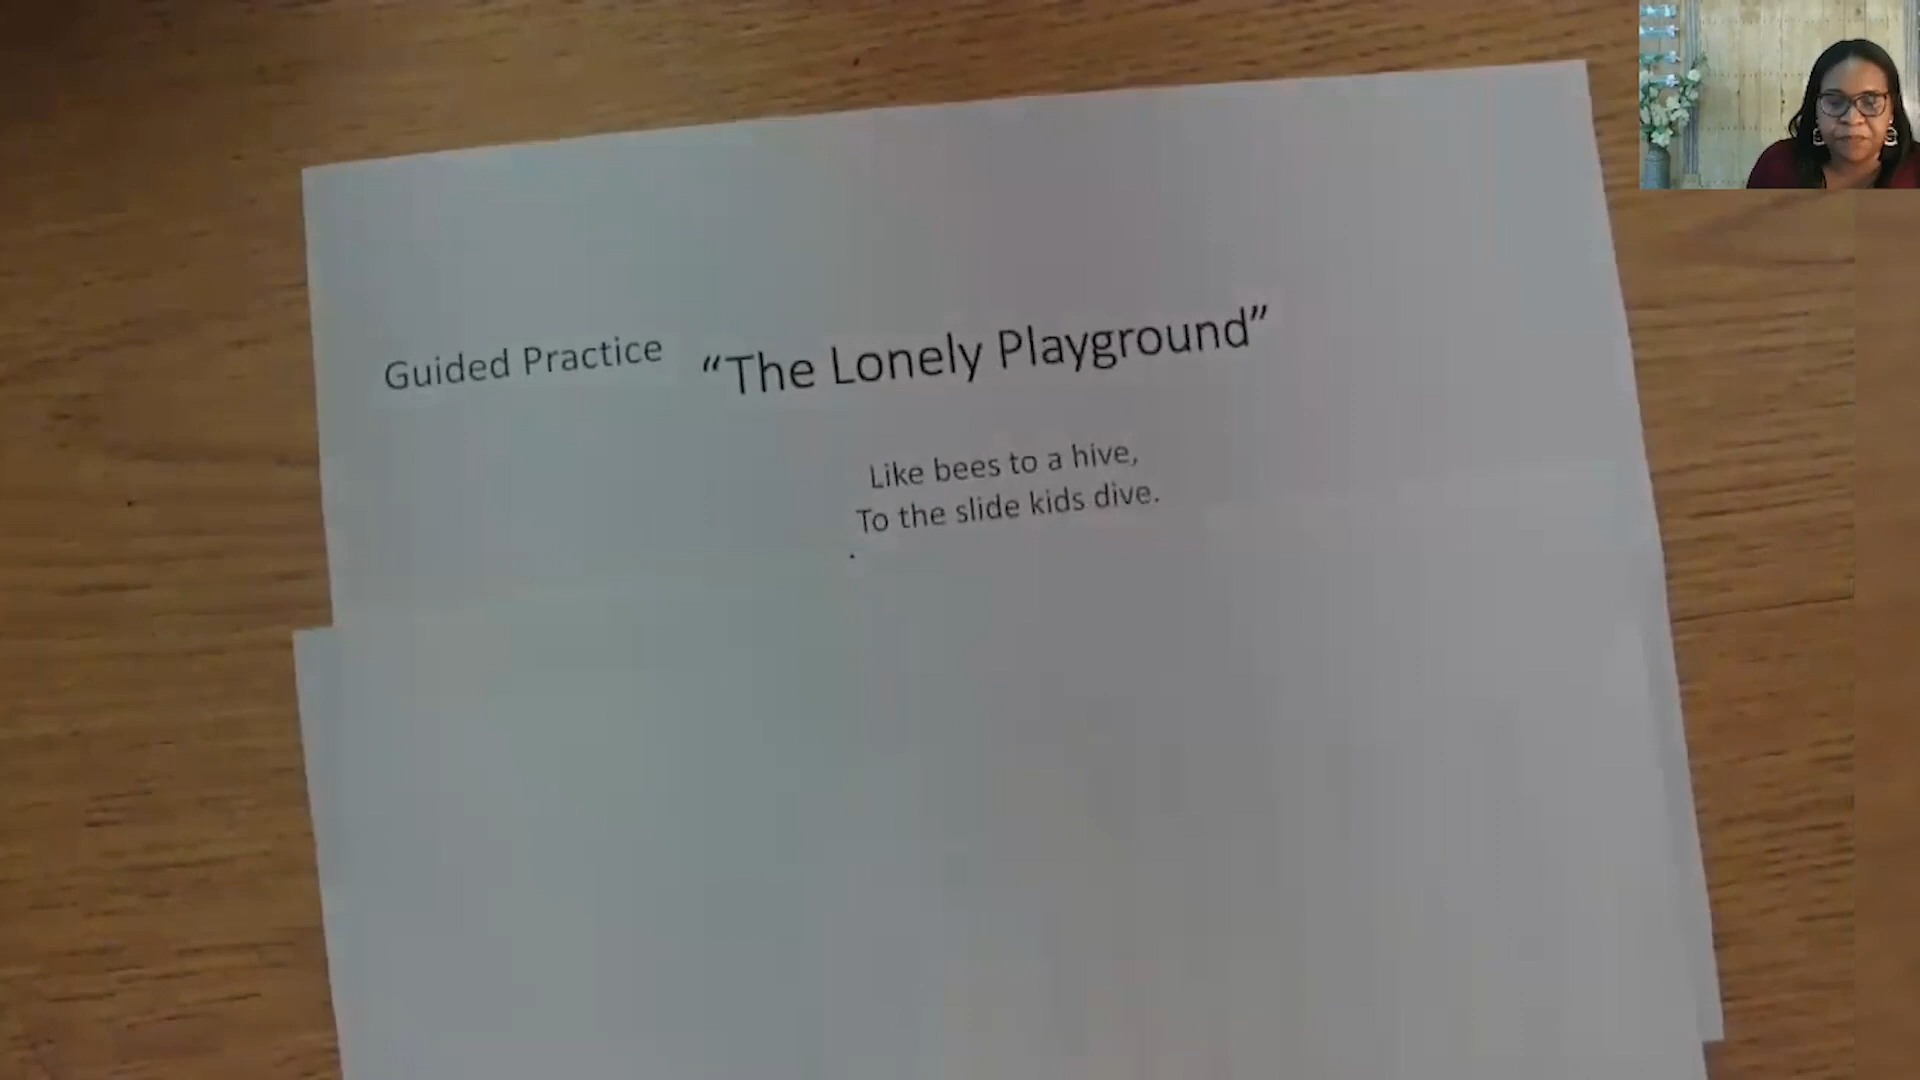 Guided Practice “The Lonely Playground”
Like bees to a hive,
To the slide kids dive.